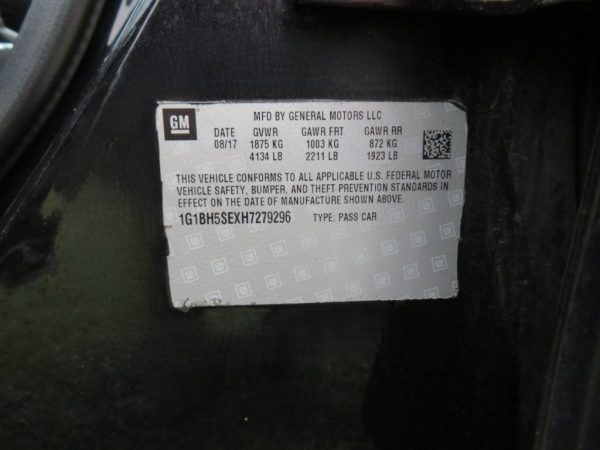 GM
MFD BY GENERAL MOTORS LLC
DATE GVWR GAWR FRT GAWR RR
08/17 1875 KG 1003 KG 872 KG
4134 LB 2211 LB 1923 LB
THIS VEHICLE CONFORMS TO ALL APPLICABLE U.S. FEDERAL MOTOR
VEHICLE SAFETY, BUMPER, AND THEFT PREVENTION STANDARDS IN
EFFECT ON THE DATE OF MANUFACTURE SHOWN ABOVE.
1G1BH5SEXH7279296 TYPE: PASS CAR